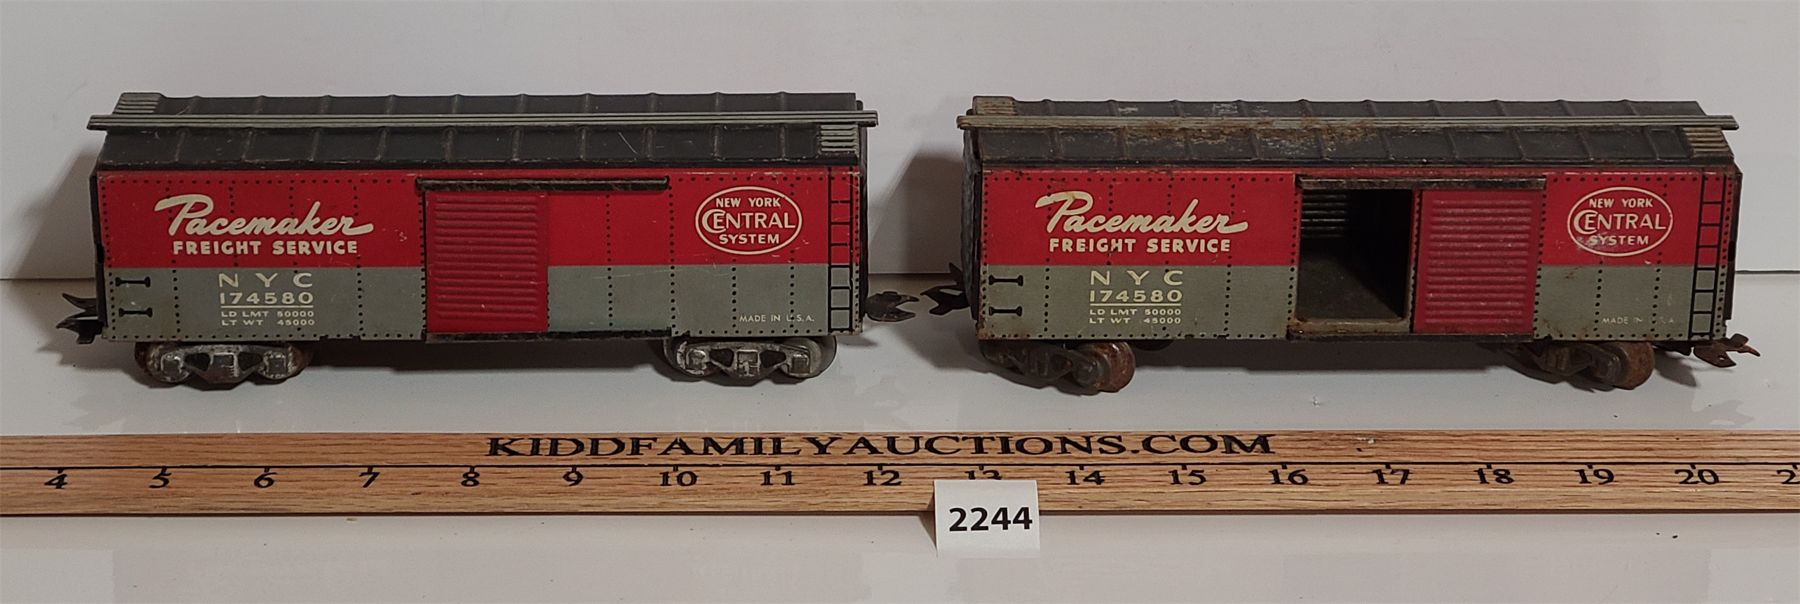 Pacemaker
FREIGHT SERVICE
NYC
174580
LD LMT 50000
LT WT 45000
NEW YORK
CENTRAL
SYSTEM
MADE IN U.S.A.
Pacemaker
FREIGHT SERVICE
NYC
174580
LD LMT 50000
LT WT 45000
NEW YORK
CENTRAL
SYSTEM
MADE IN U.S.A.
KIDDFAMILYAUCTIONS.COM
4 5 6 7 8 9 10 11 12 13 14 15 16 17 18 19 20
2244